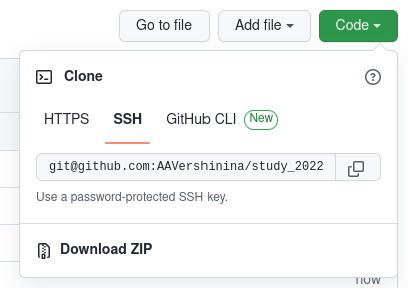 Go to file
Add file
Code
Clone
HTTPS
SSH
GitHub CLI
New
git@github.com:AAVershinina/study_2022
Use a password-protected SSH key.
Download ZIP
now